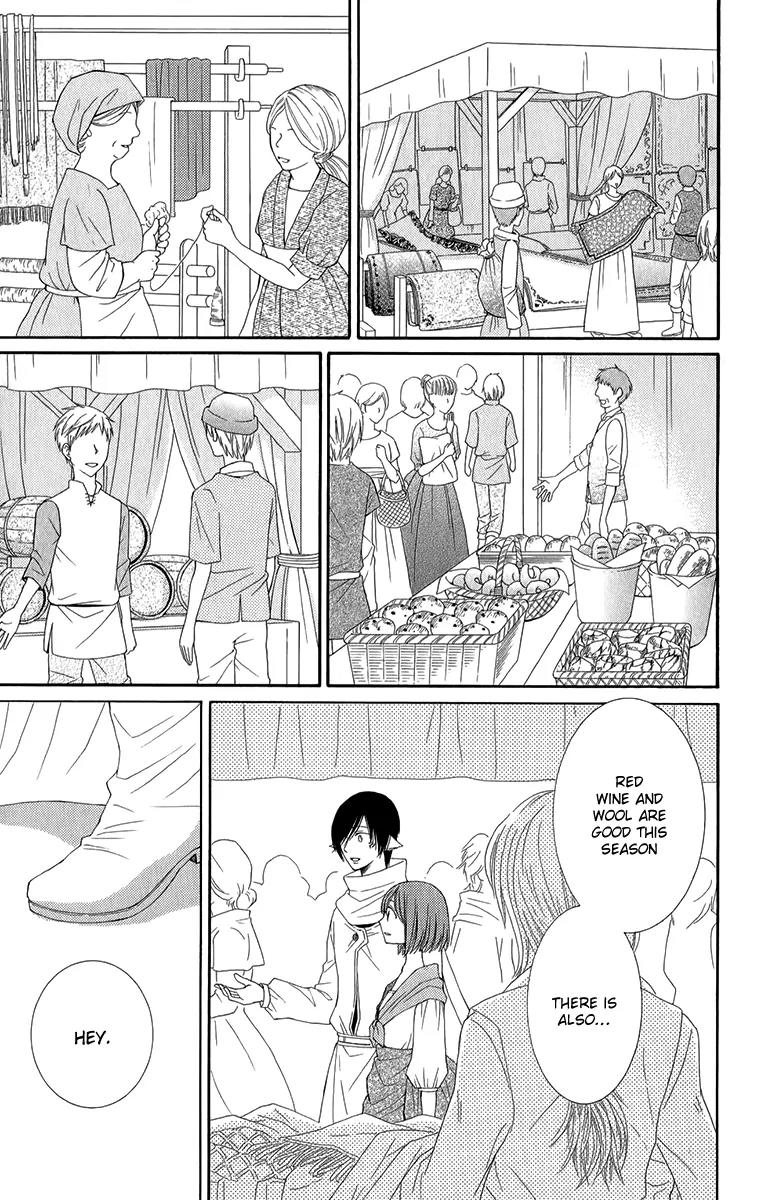 RED
WINE AND
WOOL ARE
GOOD THIS
SEASON
THERE IS
ALSO...
HEY.